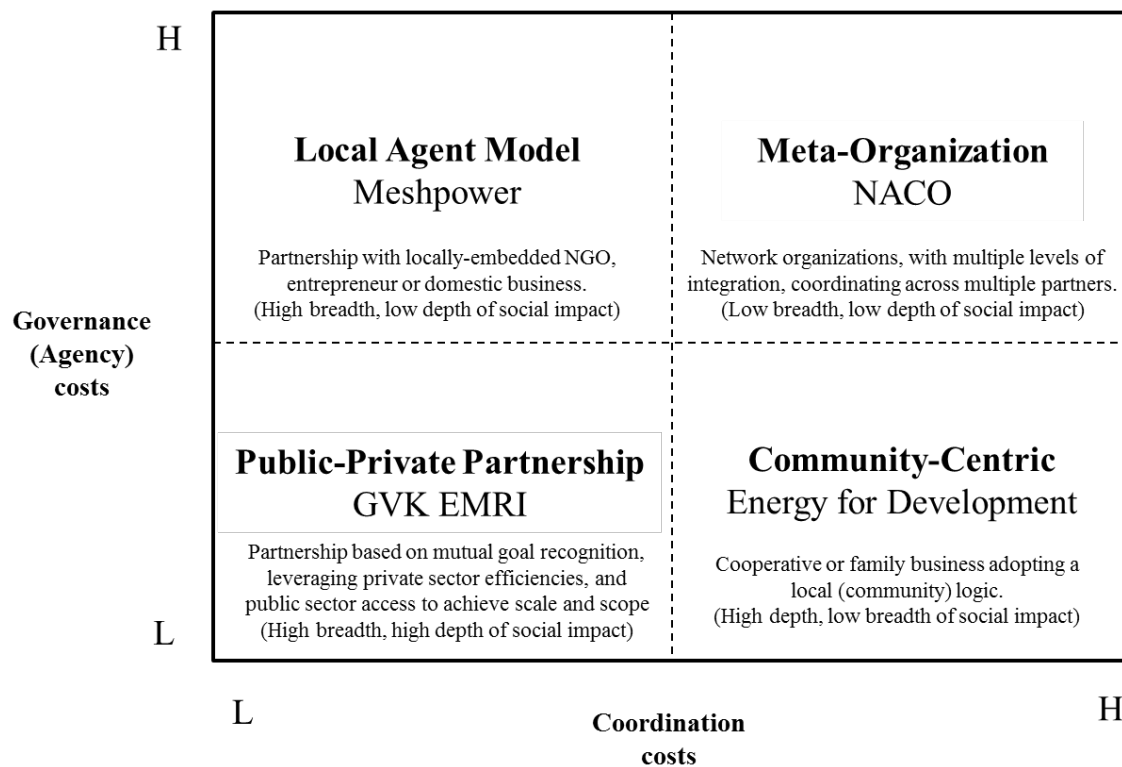 H
Local Agent Model
Meshpower
Partnership with locally-embedded NGO,
entrepreneur or domestic business.
(High breadth, low depth of social impact)
Meta-Organization
NACO
Network organizations, with multiple levels of
integration, coordinating across multiple partners.
(Low breadth, low depth of social impact)
Governance
(Agency)
costs
Public-Private Partnership
GVK EMRI
Partnership based on mutual goal recognition,
leveraging private sector efficiencies, and
public sector access to achieve scale and scope
(High breadth, high depth of social impact)
Community-Centric
Energy for Development
Cooperative or family business adopting a
local (community) logic.
(High depth, low breadth of social impact)
L
L
Coordination
costs
H